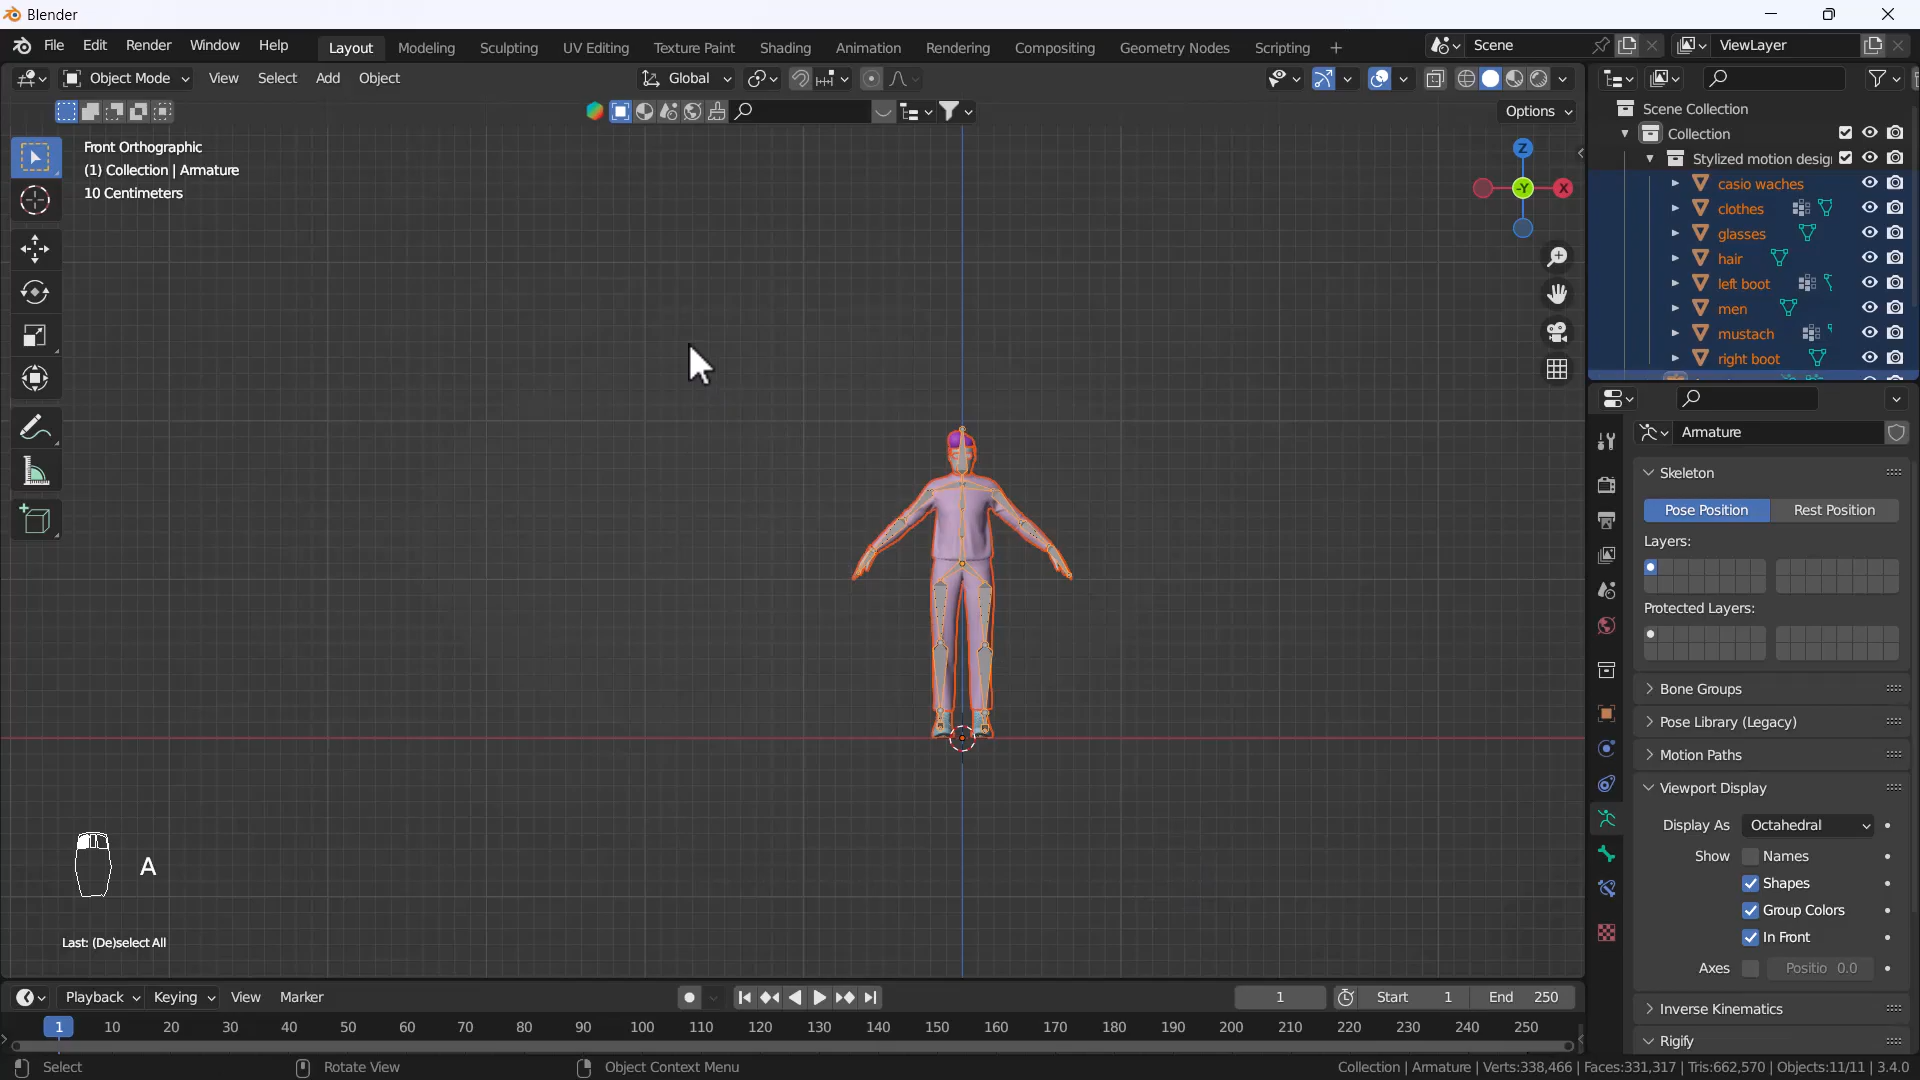 Blender
File Edit Render Window Help Layout Modeling Sculpting UV Editing Texture Paint Shading Animation Rendering Compositing Geometry Nodes Scripting + Scene ViewLayer
Object Mode View Select Add Object Global
Options
Front Orthographic
(1) Collection | Armature
10 Centimeters
Z
-Y X
Scene Collection
Collection
Stylized motion desig
casio waches
clothes
glasses
hair
left boot
men
mustach
right boot
Armature
Skeleton
Pose Position Rest Position
Layers:
Protected Layers:
Bone Groups
Pose Library (Legacy)
Motion Paths
Viewport Display
Display As Octahedral
Show Names
Shapes
Group Colors
In Front
Axes Positio 0.0
Inverse Kinematics
Rigify
A
Last: (De)select All
Playback Keying View Marker 1 Start 1 End 250
1 10 20 30 40 50 60 70 80 90 100 110 120 130 140 150 160 170 180 190 200 210 220 230 240 250
Select Rotate View Object Context Menu Collection | Armature | Verts:338,466 | Faces:331,317 | Tris:662,570 | Objects:11/11 | 3.4.0